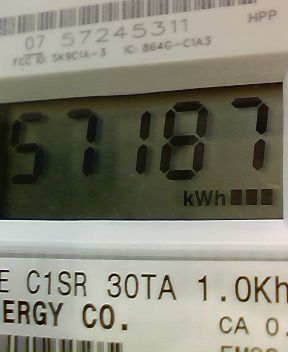 HPP
07 57245311
FCC ID: SK9C1A-3 IC: 864G-C1A3
57187
kWh
E C1SR 30TA 1.0Kh
ERGY CO.
CA 0.